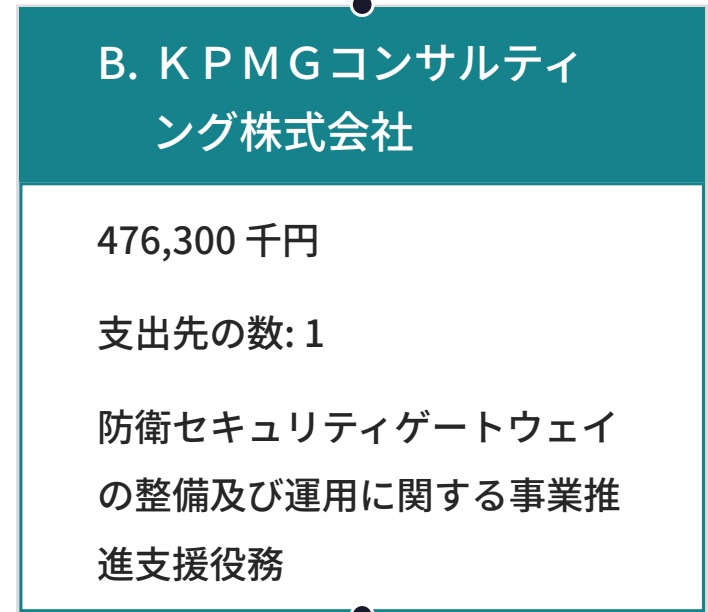 B. ＫＰＭＧコンサルティ
ング株式会社
476,300 千円
支出先の数: 1
防衛セキュリティゲートウェイ
の整備及び運用に関する事業推
進支援役務